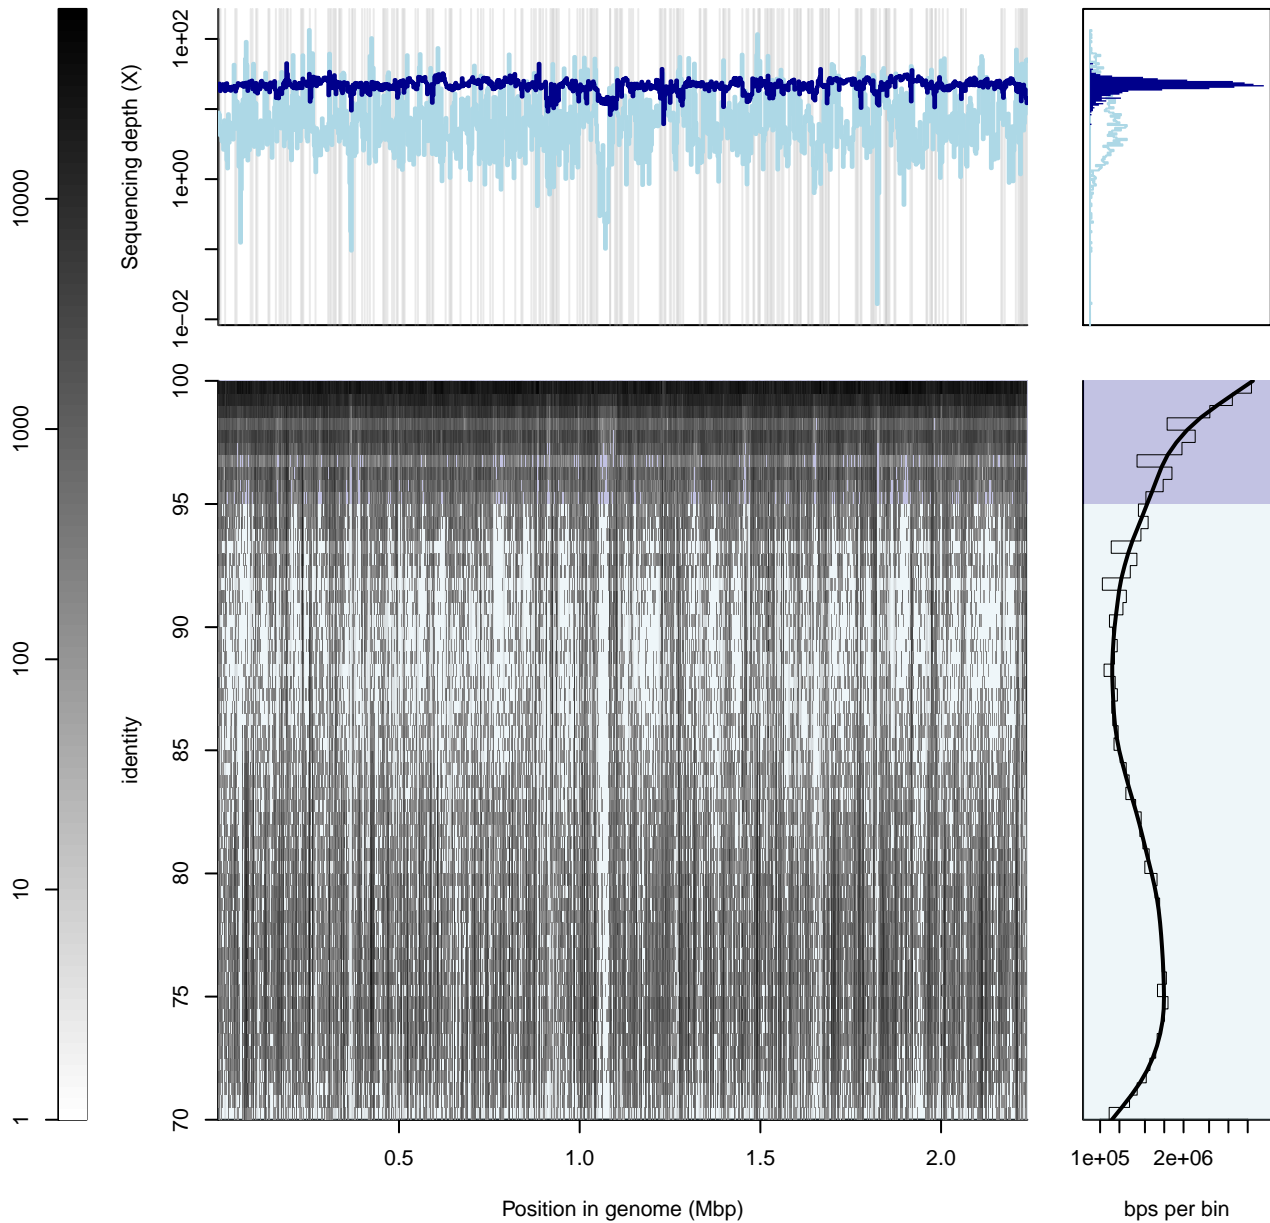 1e+02
1e+00
1e-02
Sequencing depth (X)
10000
1000
100
10
1
100
95
90
85
80
75
70
identity
0.5 1.0 1.5 2.0
Position in genome (Mbp)
1e+05 2e+06
bps per bin